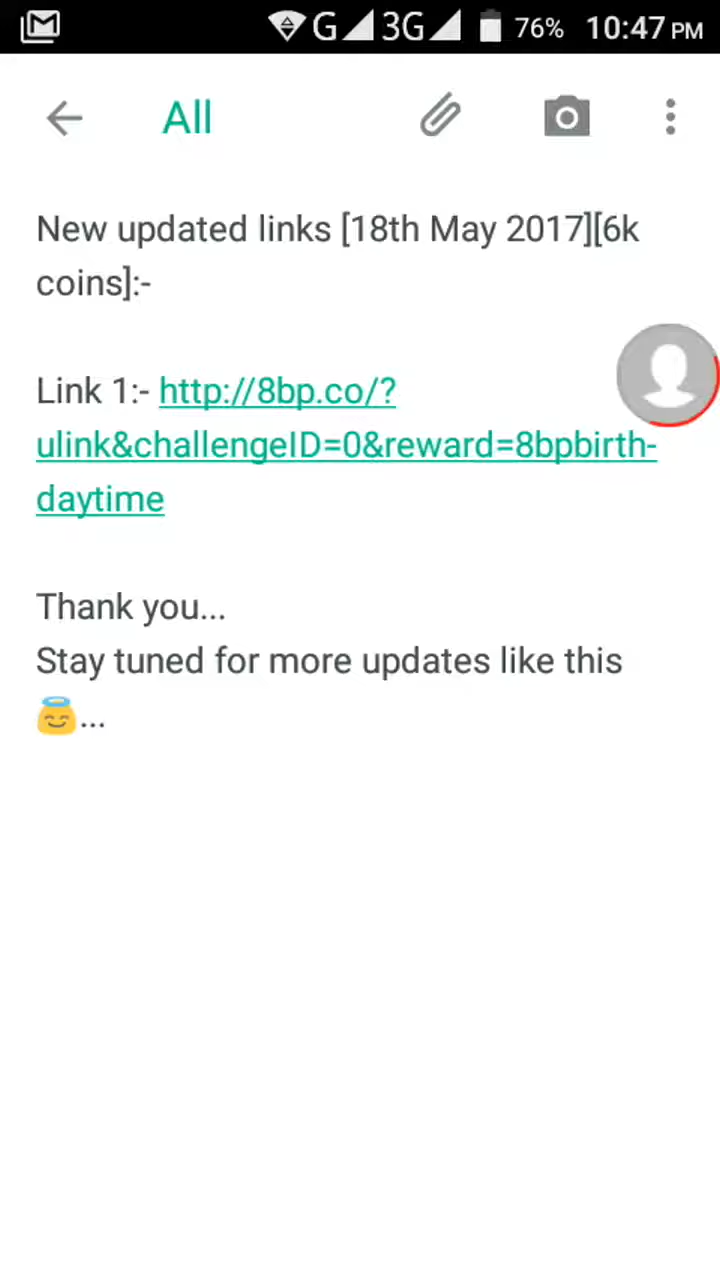 G 3G 76% 10:47 PM
All
New updated links [18th May 2017][6k
coins]:-
Link 1:- http://8bp.co/?
ulink&challengeID=0&reward=8bpbirth-
daytime
Thank you...
Stay tuned for more updates like this
😇...